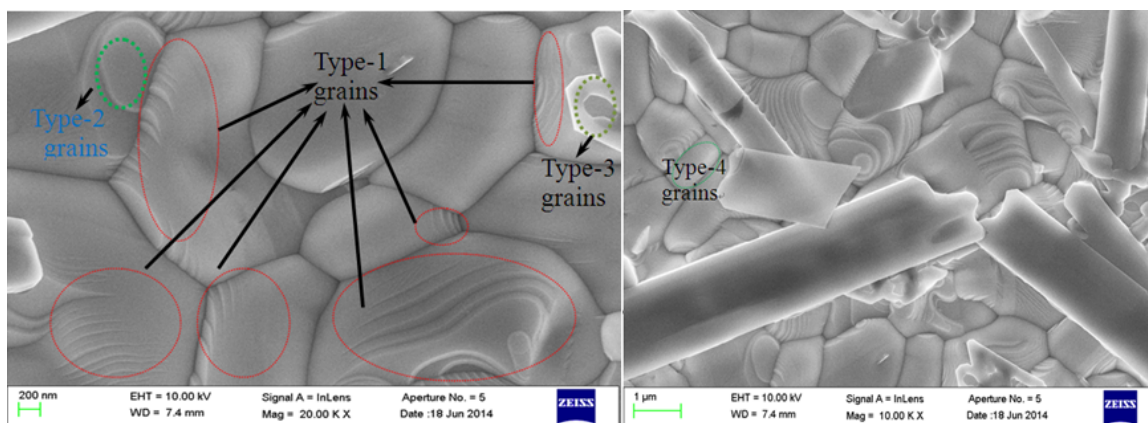 Type-1
grains
Type-2
grains
Type-3
grains
200 nm
EHT = 10.00 kV
WD = 7.4 mm
Signal A = InLens
Mag = 20.00 K X
Aperture No. = 5
Date :18 Jun 2014
ZEISS
Type-4
grains
1 µm
EHT = 10.00 kV
WD = 7.4 mm
Signal A = InLens
Mag = 10.00 K X
Aperture No. = 5
Date :18 Jun 2014
ZEISS